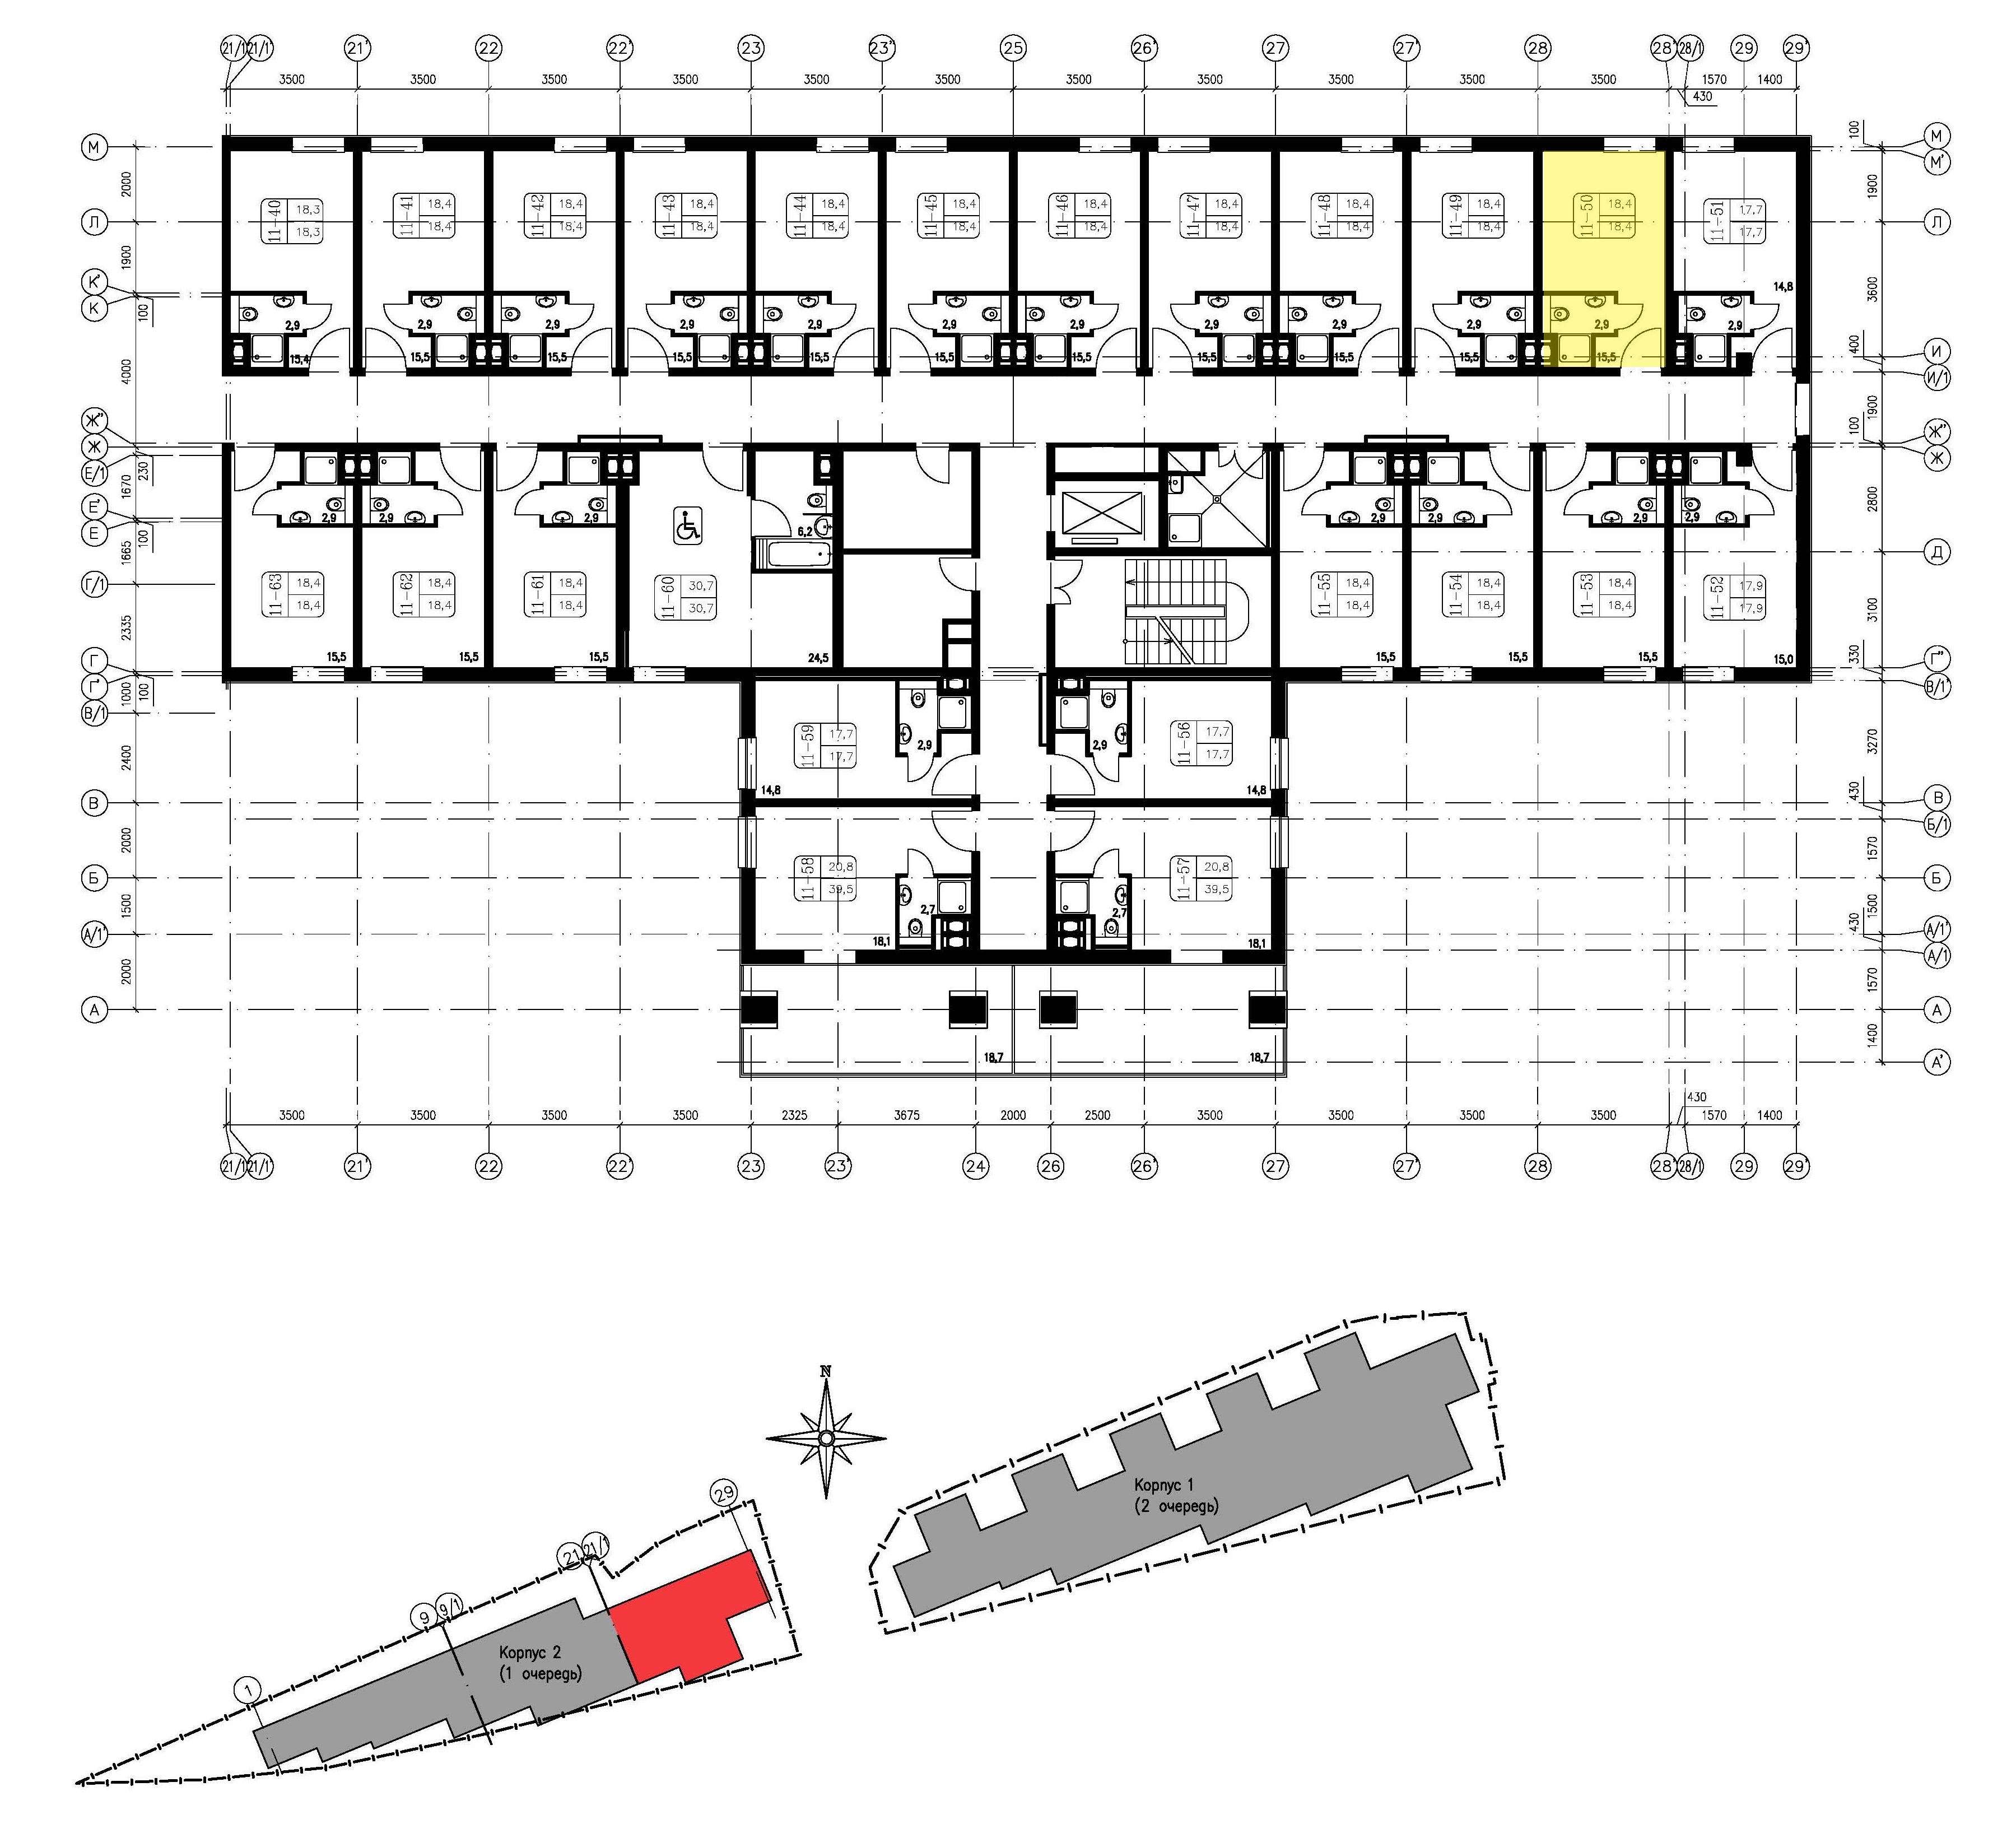 21/1 21/1' 21' 22 22' 23 23" 25 26' 27 27' 28 28' 28/1 29 29'
3500 3500 3500 3500 3500 3500 3500 3500 3500 3500 3500 1570 1400
430
М 100 М
М'
2000 1900
11-40 18,3 18,3
11-41 18,4 18,4
11-42 18,4 18,4
11-43 18,4 18,4
11-44 18,4 18,4
11-45 18,4 18,4
11-46 18,4 18,4
11-47 18,4 18,4
11-48 18,4 18,4
11-49 18,4 18,4
11-50 18,4 18,4
11-51 17,7 17,7
Л Л
1900 3600
К' 14,8
К 100
2,9 2,9 2,9 2,9 2,9 2,9 2,9 2,9 2,9 2,9 2,9 2,9
15,4 15,5 15,5 15,5 15,5 15,5 15,5 15,5 15,5 15,5 15,5
400 И
4000 И/1
1900
Ж" 100 Ж"
Ж Ж
Е/1 2130
1670 2800
Е'
Е 100
2,9 2,9 2,9 6,2 2,9 2,9 2,9 2,9
1665 Д
Г/1
11-63 18,4 18,4
11-62 18,4 18,4
11-61 18,4 18,4
11-60 30,7 30,7
11-55 18,4 18,4
11-54 18,4 18,4
11-53 18,4 18,4
11-52 17,9 17,9
2335 3100
15,5 15,5 15,5 24,5 15,5 15,5 15,5 15,0
Г 330 Г"
Г' 1000 100 В/1'
В/1
11-59 17,7 17,7
11-56 17,7 17,7
2,9 2,9
2400 3270
14,8 14,8
В 430 В
Б/1
2000 1570
11-58 20,8 39,5
11-57 20,8 39,5
Б Б
2,7 2,7
1500 1500
А/1' 430 А/1'
18,1 18,1
А/1
2000 1570
А А
1400
18,7 18,7
А'
3500 3500 3500 3500 2325 3675 2000 2500 3500 3500 3500 3500 430 1570 1400
21/1 21/1 21' 22 22' 23 23' 24 26 26' 27 27' 28 28' 28/1 29 29'
N
Корпус 1
(2 очередь)
29
21 21/1
9 9/1
Корпус 2
(1 очередь)
1